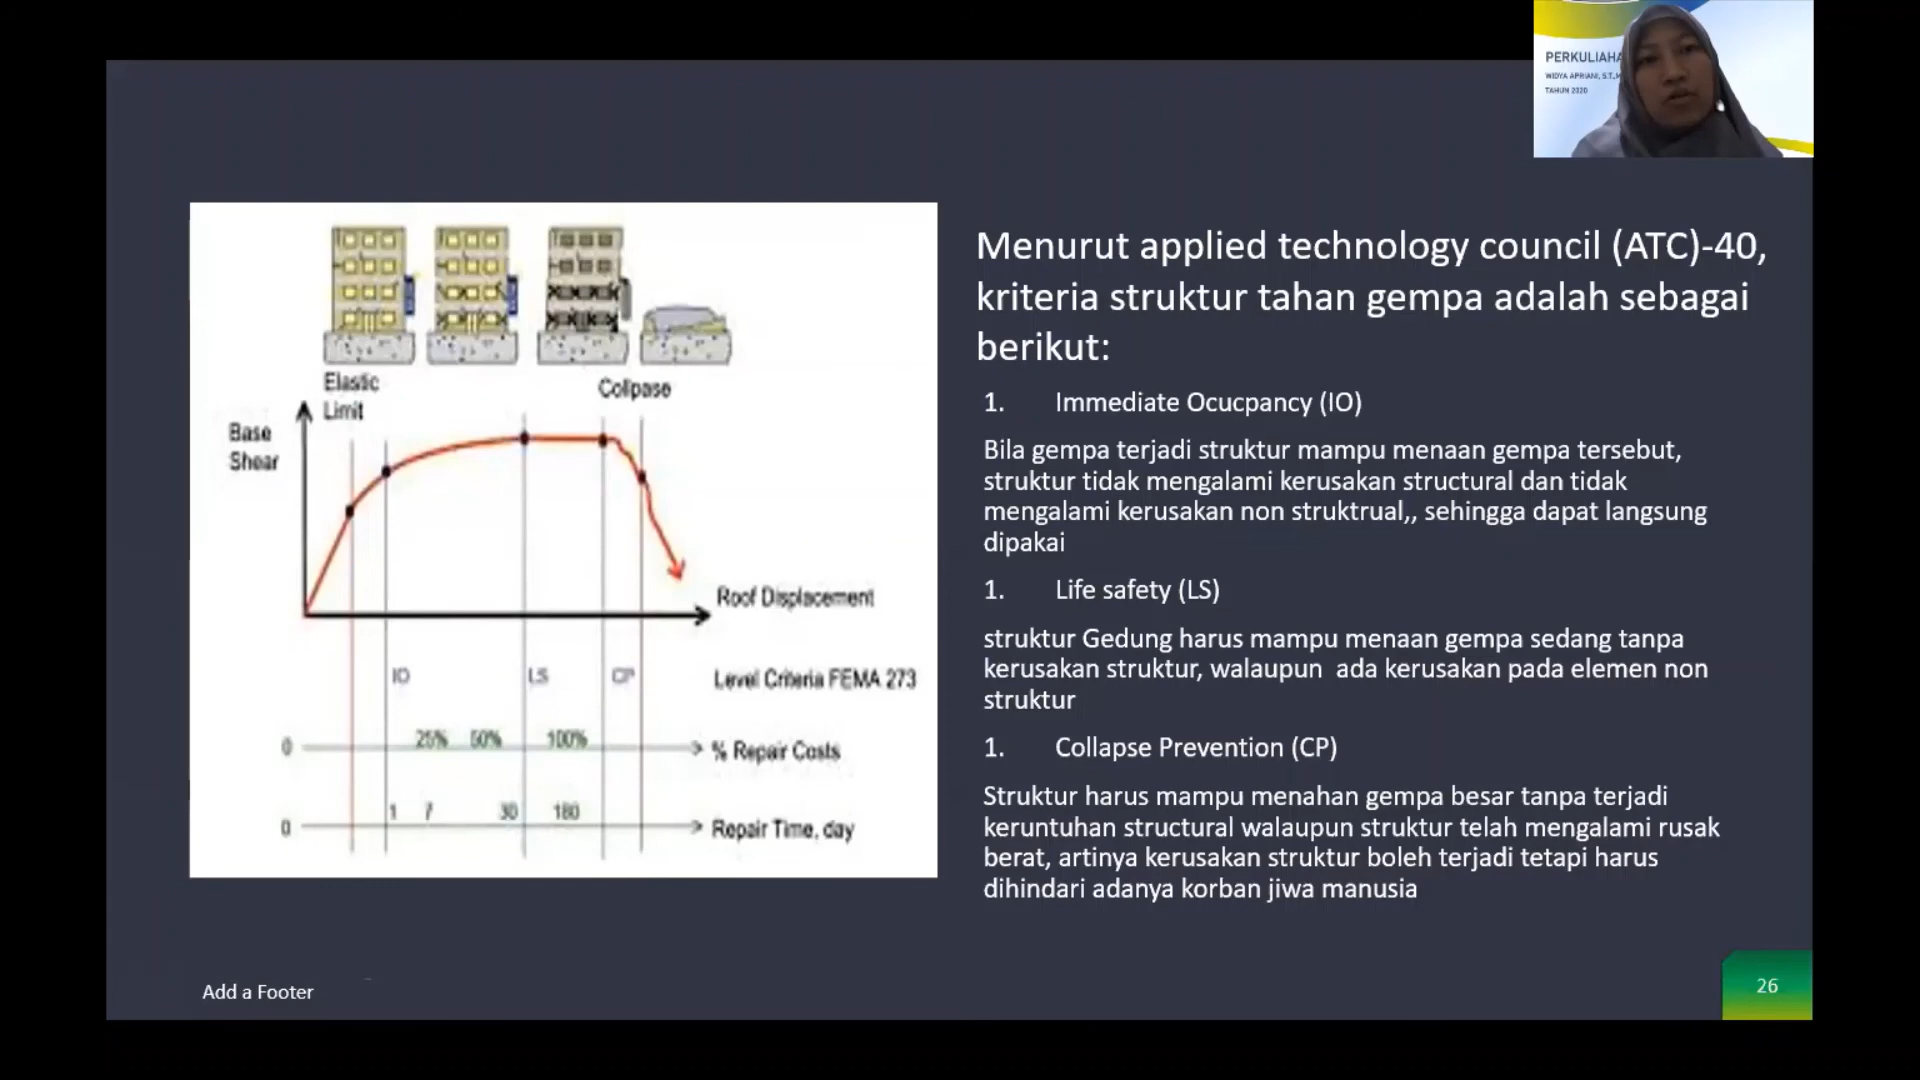 PERKULIAHA
WIDYA APRIANI, S.T.,M
TAHUN 2020
Elastic
Limit
Collpase
Base
Shear
Roof Displacement
IO
LS
CP
Level Criteria FEMA 273
0
25%
50%
100%
% Repair Costs
0
1
7
30
180
Repair Time, day
Menurut applied technology council (ATC)-40,
kriteria struktur tahan gempa adalah sebagai
berikut:
1. Immediate Ocucpancy (IO)
Bila gempa terjadi struktur mampu menaan gempa tersebut,
struktur tidak mengalami kerusakan structural dan tidak
mengalami kerusakan non struktrual,, sehingga dapat langsung
dipakai
1. Life safety (LS)
struktur Gedung harus mampu menaan gempa sedang tanpa
kerusakan struktur, walaupun ada kerusakan pada elemen non
struktur
1. Collapse Prevention (CP)
Struktur harus mampu menahan gempa besar tanpa terjadi
keruntuhan structural walaupun struktur telah mengalami rusak
berat, artinya kerusakan struktur boleh terjadi tetapi harus
dihindari adanya korban jiwa manusia
Add a Footer
26